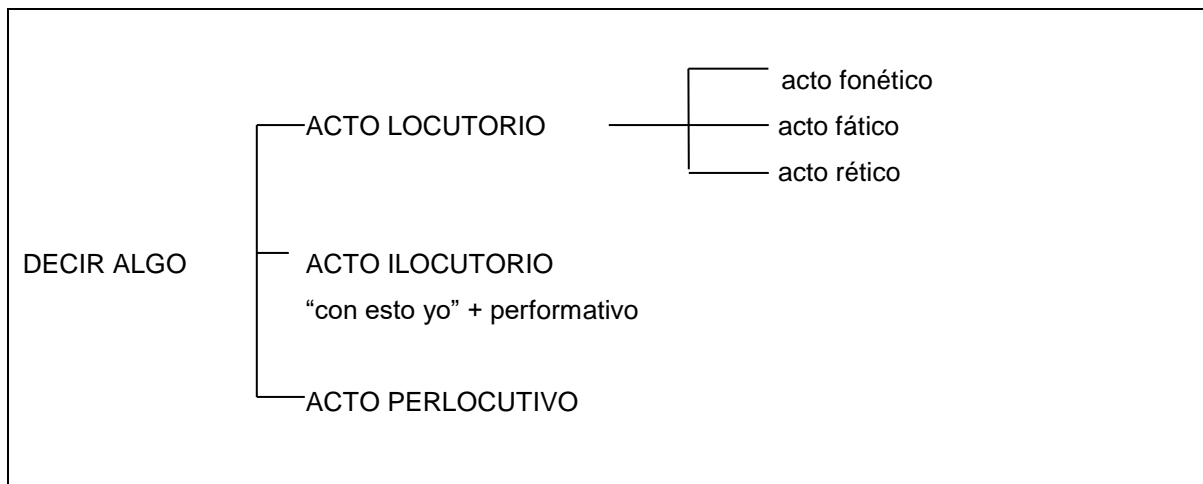 acto fonético
ACTO LOCUTORIO acto fático
acto rético
DECIR ALGO ACTO ILOCUTORIO
“con esto yo” + performativo
ACTO PERLOCUTIVO